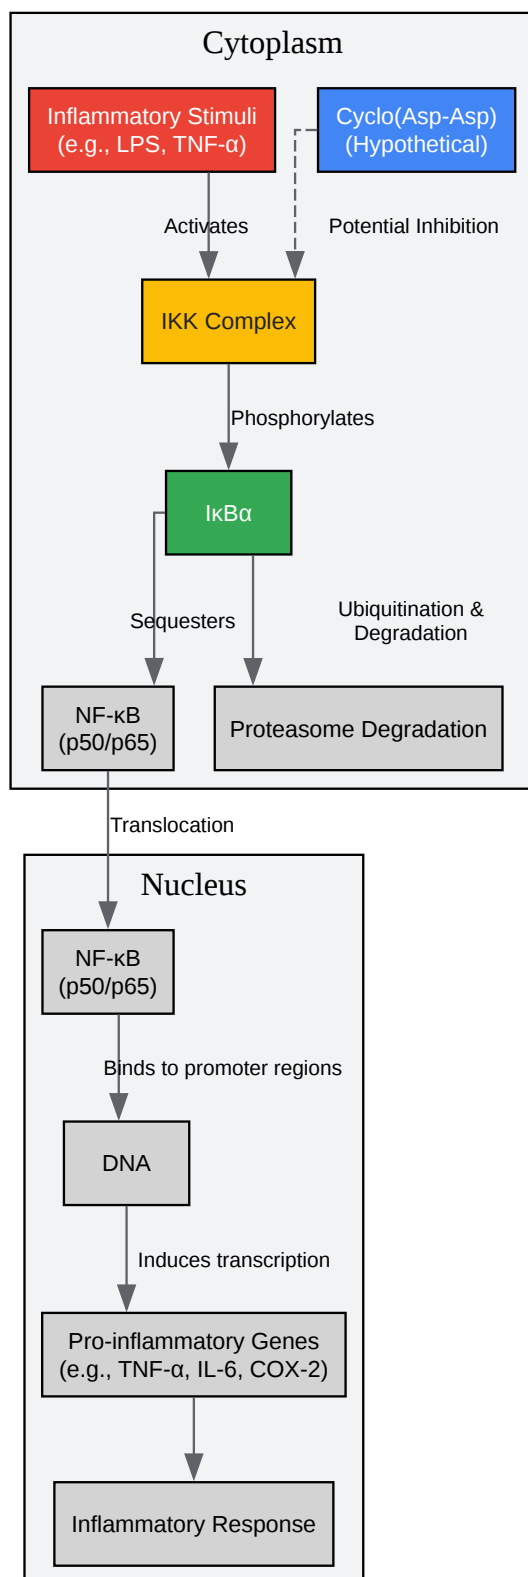 Cytoplasm
Inflammatory Stimuli
(e.g., LPS, TNF-α)
Cyclo(Asp-Asp)
(Hypothetical)
Activates
Potential Inhibition
IKK Complex
Phosphorylates
IκBα
Sequesters
Ubiquitination &
Degradation
NF-κB
(p50/p65)
Proteasome Degradation
Translocation
Nucleus
NF-κB
(p50/p65)
Binds to promoter regions
DNA
Induces transcription
Pro-inflammatory Genes
(e.g., TNF-α, IL-6, COX-2)
Inflammatory Response